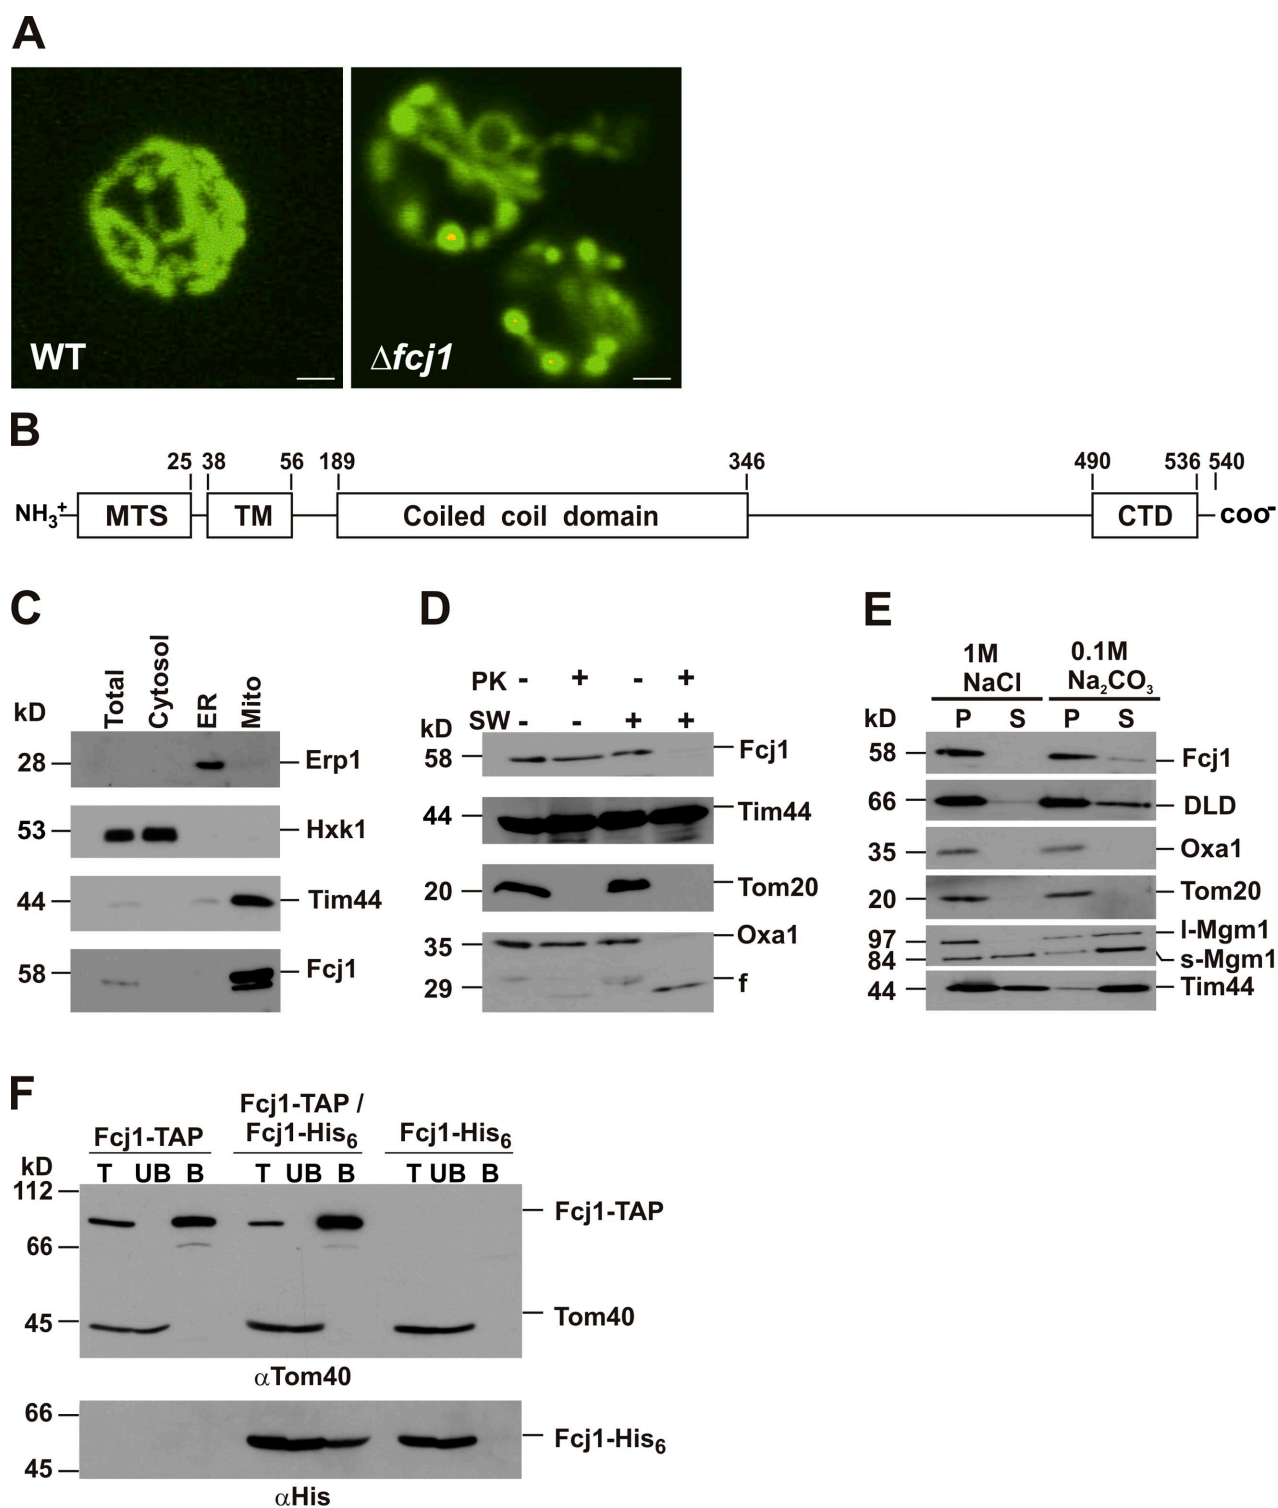 A
WT
Δfcj1
B
25 38 56 189 346 490 536 540
NH₃⁺ MTS TM Coiled coil domain CTD coo⁻
C
Total Cytosol ER Mito
kD
28 Erp1
53 Hxk1
44 Tim44
58 Fcj1
D
PK - + - +
kD SW - - + +
58 Fcj1
44 Tim44
20 Tom20
35 Oxa1
29 f
E
1M NaCl 0.1M Na₂CO₃
kD P S P S
58 Fcj1
66 DLD
35 Oxa1
20 Tom20
97 l-Mgm1
84 s-Mgm1
44 Tim44
F
Fcj1-TAP Fcj1-TAP / Fcj1-His₆ Fcj1-His₆
kD T UB B T UB B T UB B
112 Fcj1-TAP
66
45 Tom40
αTom40
66 Fcj1-His₆
45
αHis